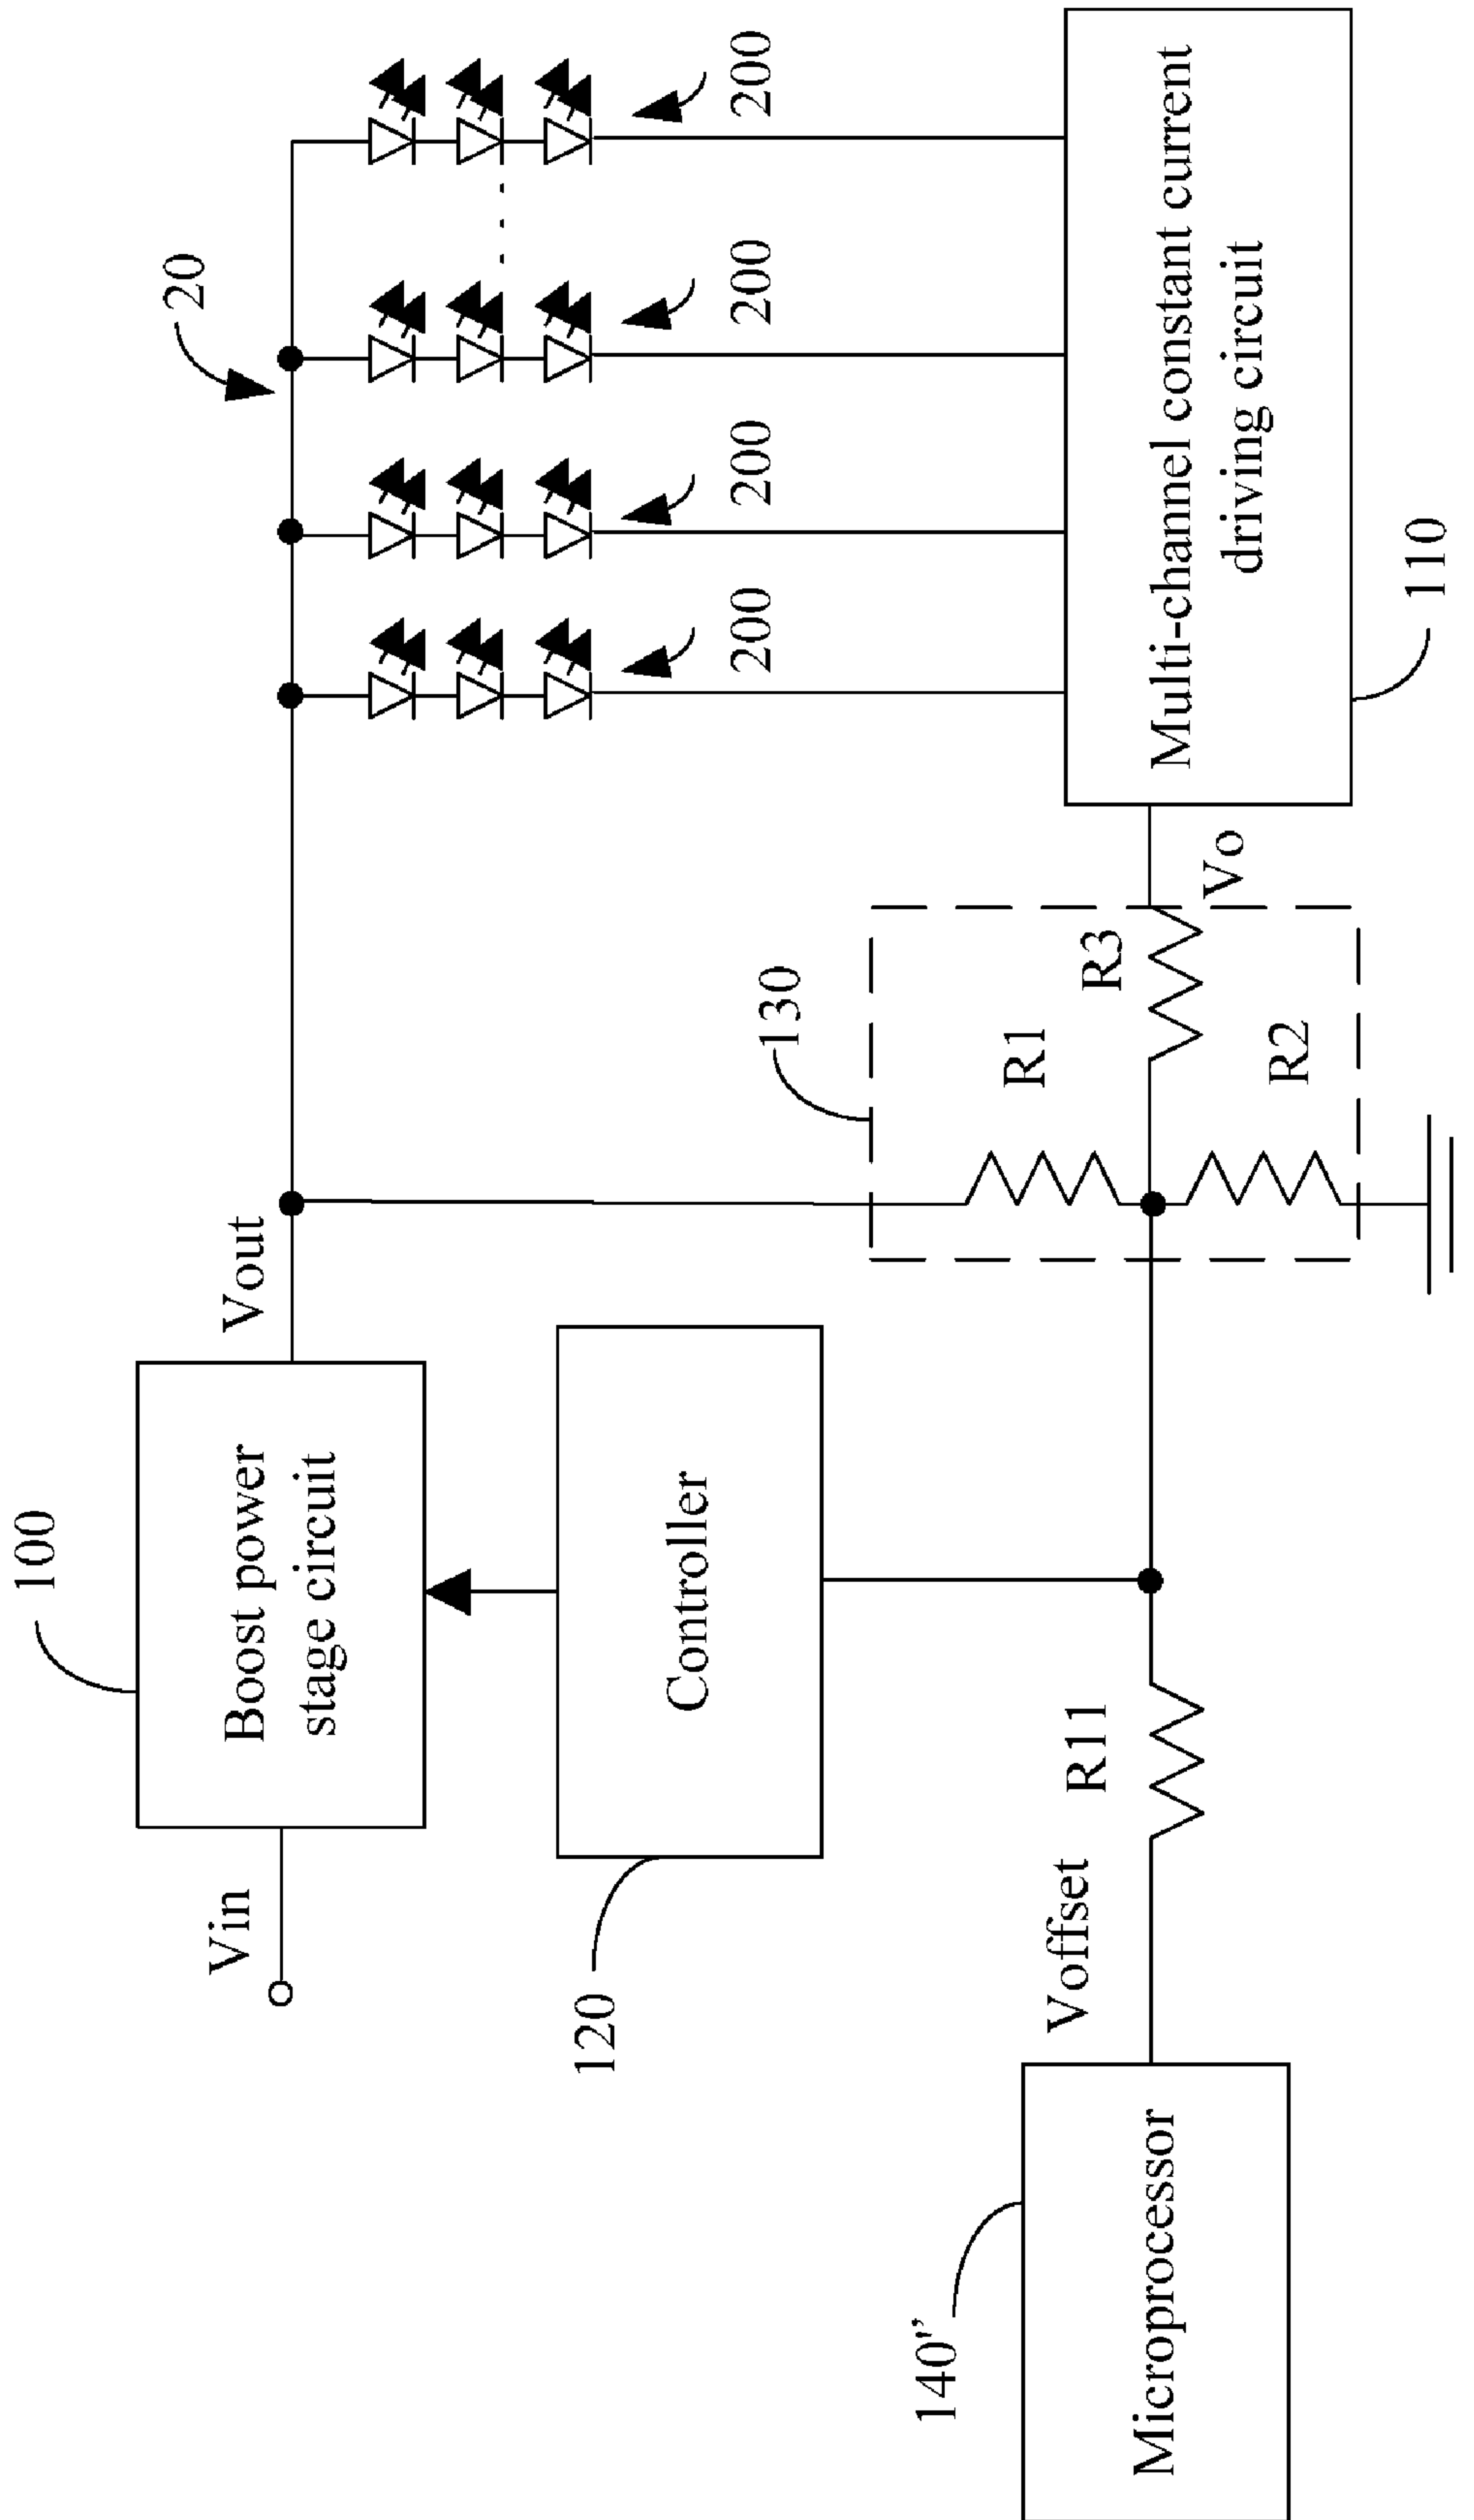 100
Vin
Boost power
stage circuit
Vout
20
120
Controller
200
200
200
200
130
140''
Microprocessor
Voffset
R11
R1
R3
R2
Vo
Multi-channel constant current
driving circuit
110